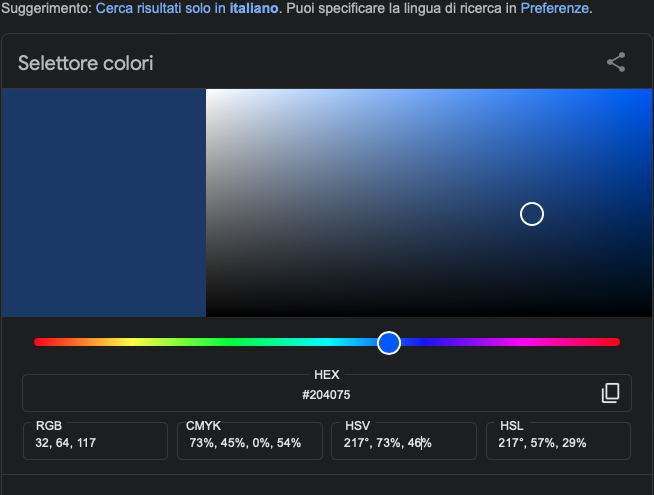 Suggerimento: Cerca risultati solo in italiano. Puoi specificare la lingua di ricerca in Preferenze.
Selettore colori
HEX
#204075
RGB
32, 64, 117
CMYK
73%, 45%, 0%, 54%
HSV
217°, 73%, 46%
HSL
217°, 57%, 29%